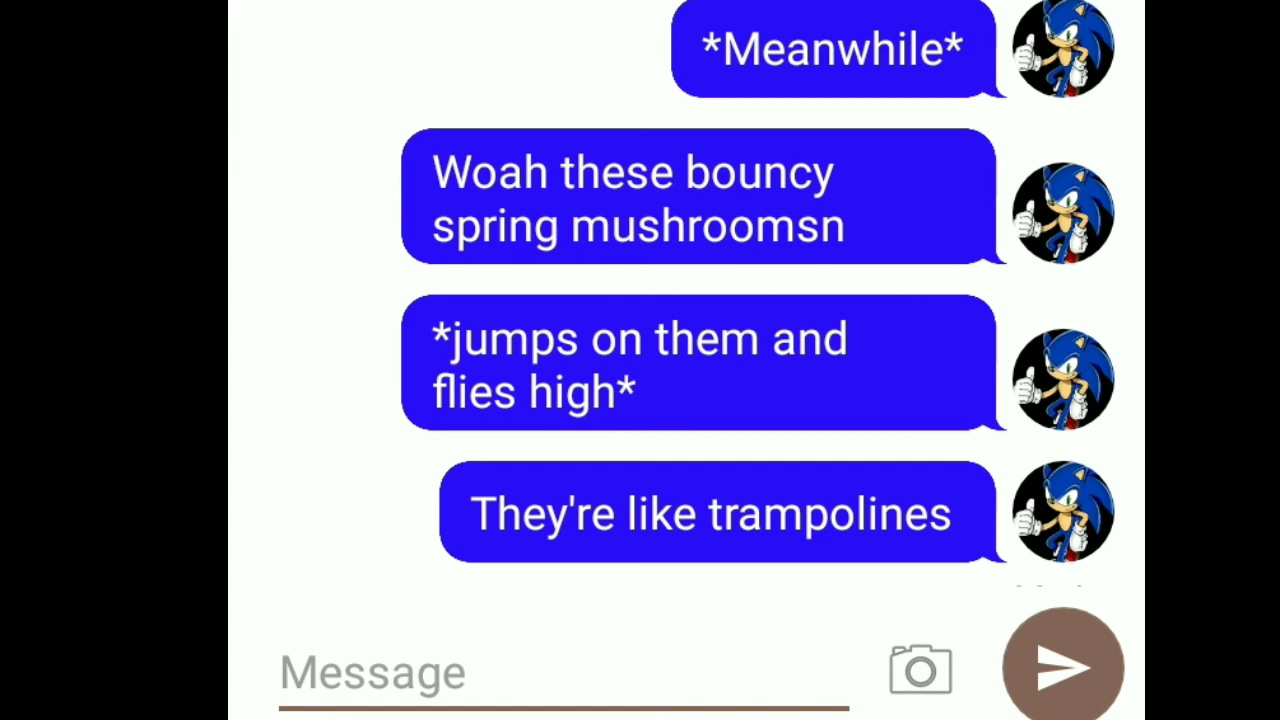 *Meanwhile*
Woah these bouncy
spring mushroomsn
*jumps on them and
flies high*
They're like trampolines
Message